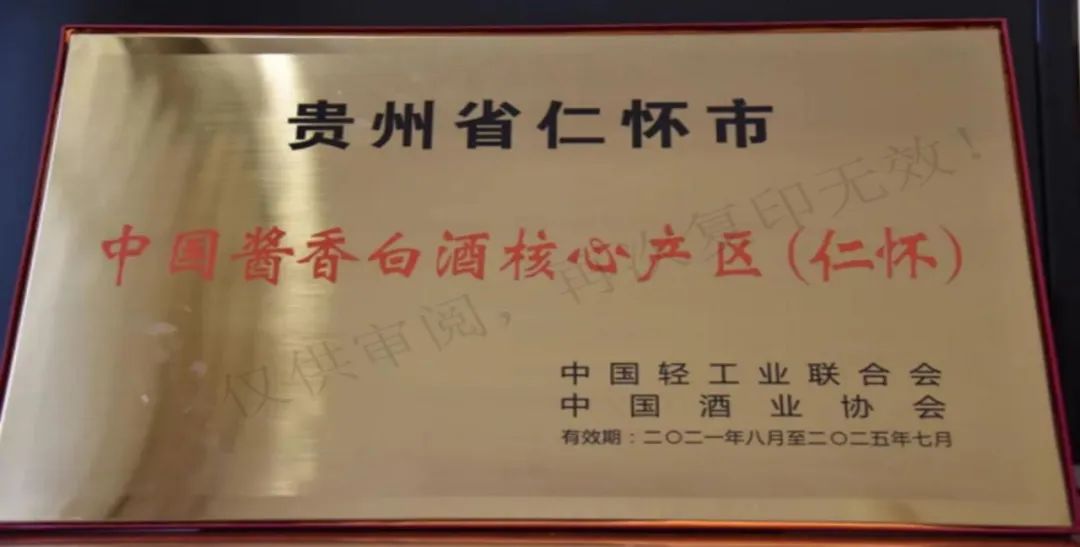 贵州省仁怀市
中国酱香白酒核心产区(仁怀)
仅供审阅，再次复印无效！
中国轻工业联合会
中国酒业协会
有效期：二〇二一年八月至二〇二五年七月